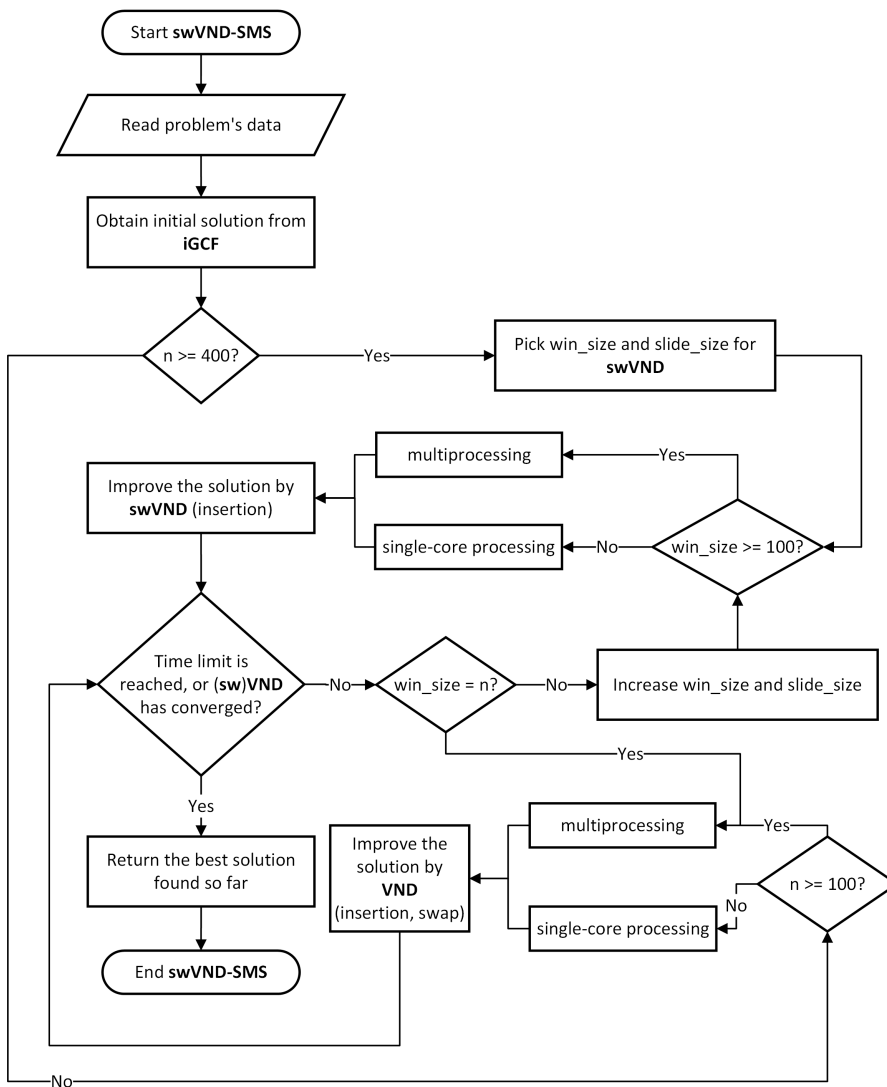 Start swVND-SMS
Read problem's data
Obtain initial solution from
iGCF
n >= 400?
Yes
Pick win_size and slide_size for
swVND
multiprocessing
Yes
Improve the solution by
swVND (insertion)
single-core processing
No
win_size >= 100?
Time limit is
reached, or (sw)VND
has converged?
No
win_size = n?
No
Increase win_size and slide_size
Yes
Yes
multiprocessing
Yes
Return the best solution
found so far
Improve the
solution by
VND
(insertion, swap)
n >= 100?
No
single-core processing
End swVND-SMS
No